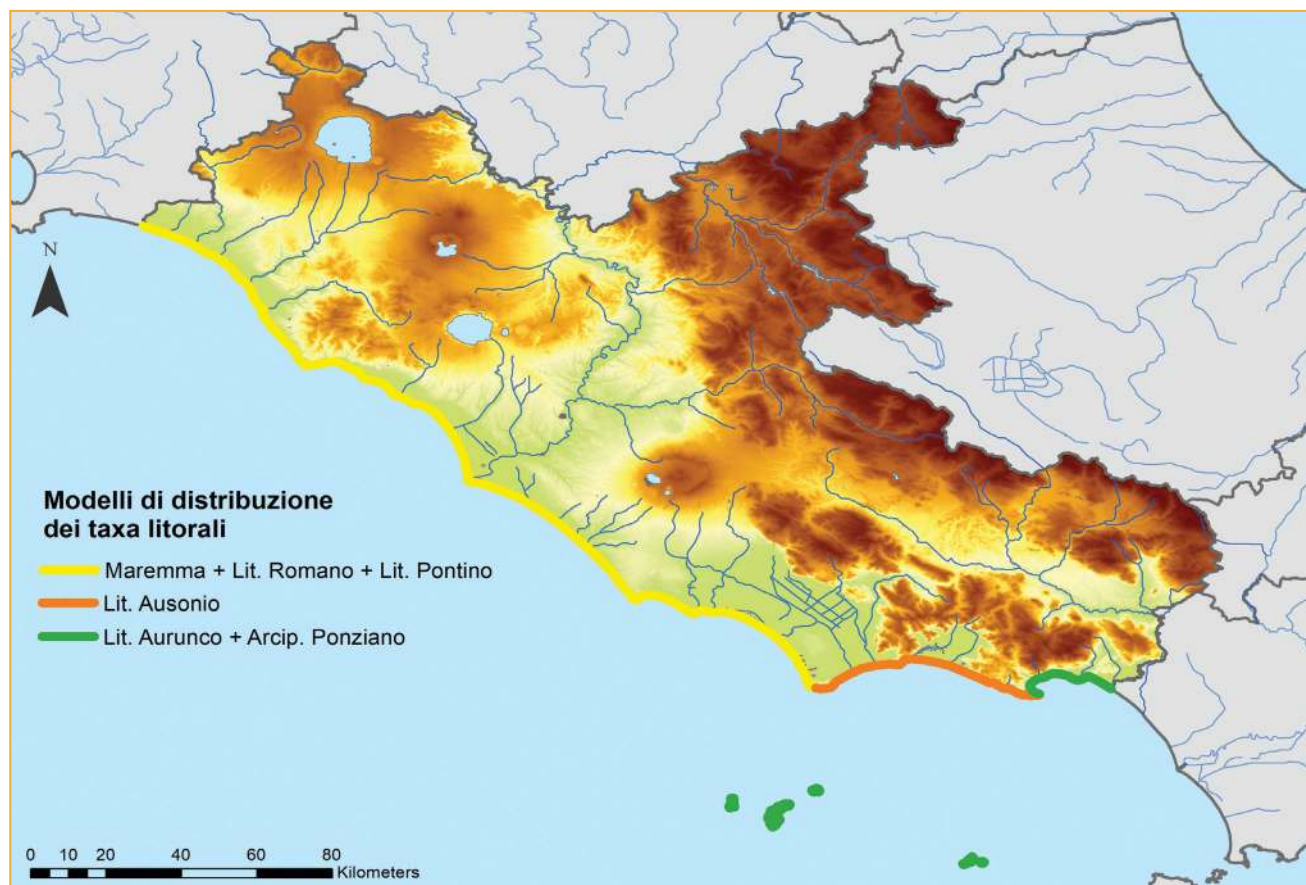 N
Modelli di distribuzione
dei taxa litorali
Maremma + Lit. Romano + Lit. Pontino
Lit. Ausonio
Lit. Aurunco + Arcip. Ponziano
0 10 20 40 60 80
Kilometers